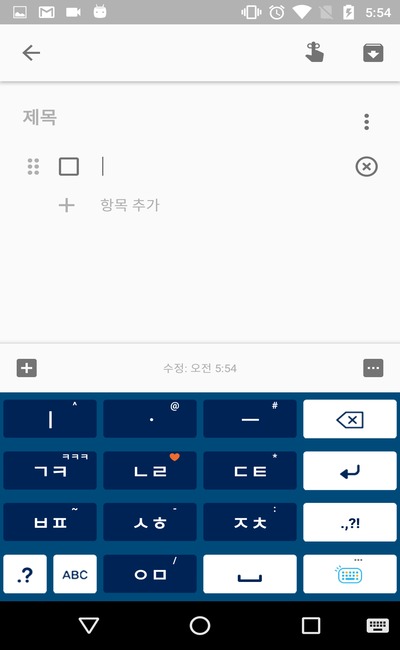 5:54
제목
항목 추가
수정: 오전 5:54
ㅣ ^ · @ ㅡ #
ㄱㅋ ㅋㅋㅋ ㄴㄹ ㄷㅌ *
ㅂㅍ ~ ㅅㅎ - ㅈㅊ : .,?!
.? ABC ㅇㅁ / ...